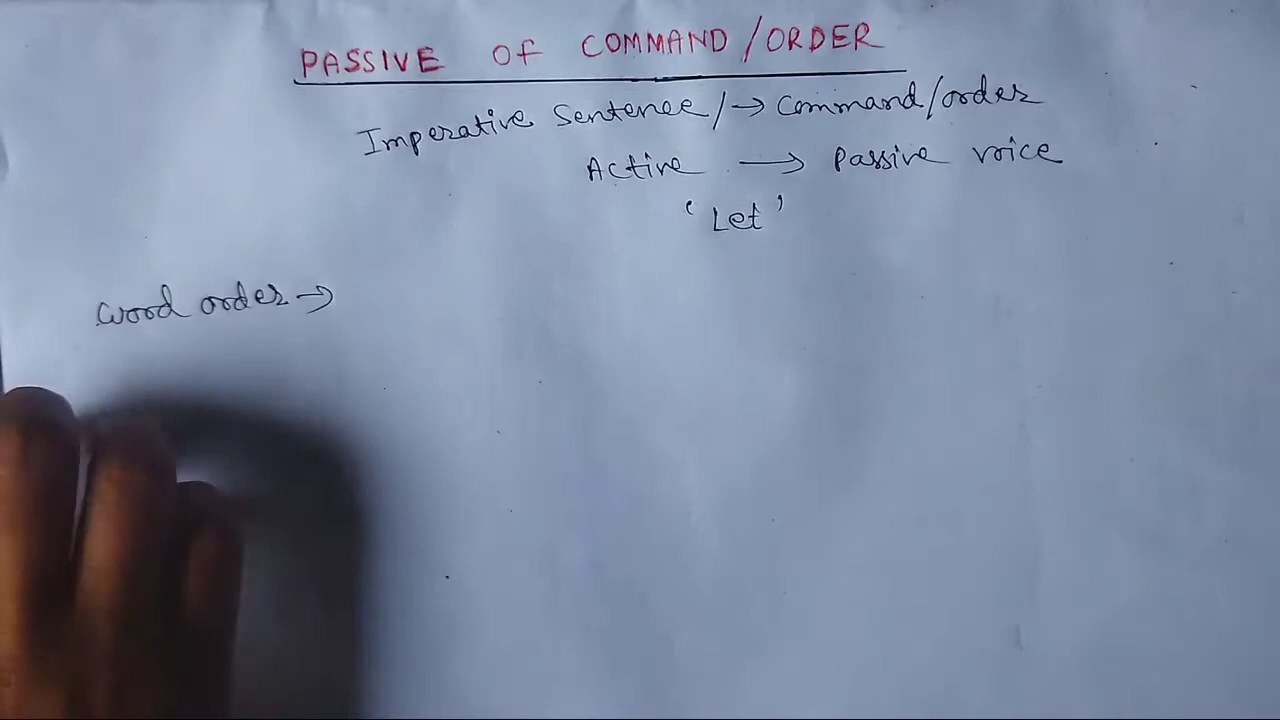 PASSIVE OF COMMAND/ORDER
Imperative Sentence/→ Command/order
Active → Passive voice
'Let'
word order →